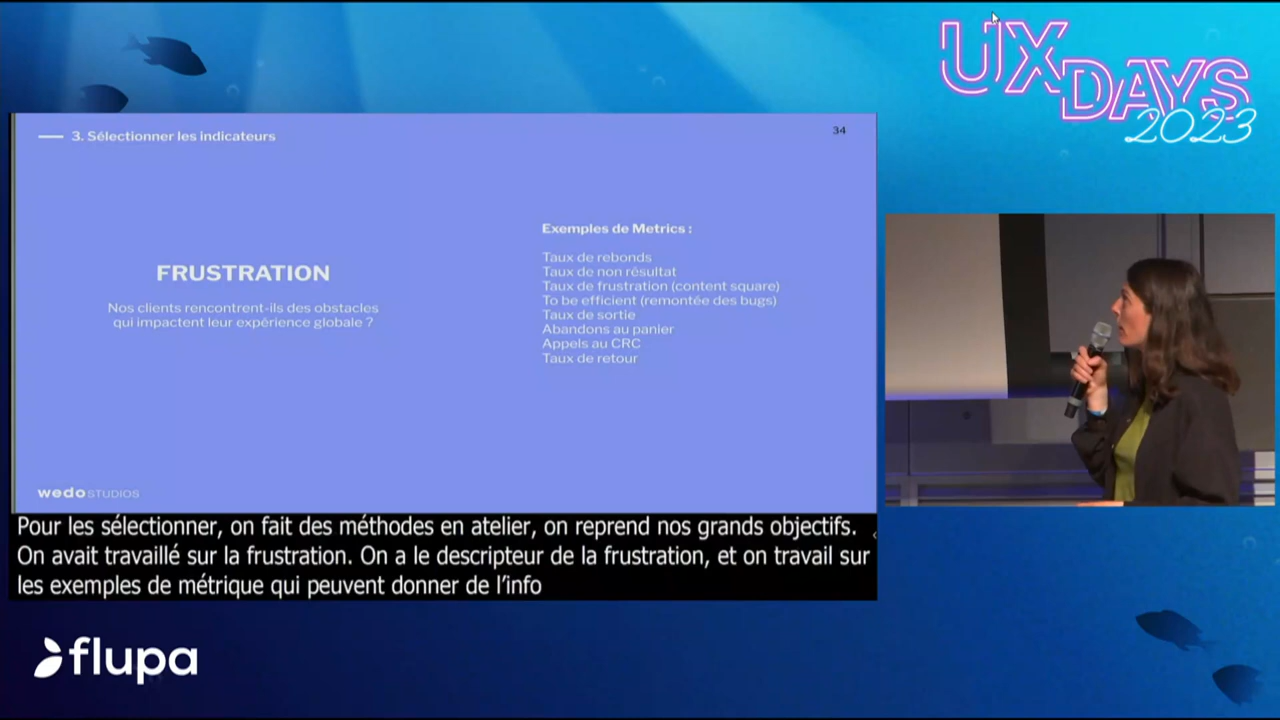 UX
DAYS
2023
3. Sélectionner les indicateurs
34
FRUSTRATION
Nos clients rencontrent-ils des obstacles
qui impactent leur expérience globale ?
Exemples de Metrics :
Taux de rebonds
Taux de non résultat
Taux de frustration (content square)
To be efficient (remontée des bugs)
Taux de sortie
Abandons au panier
Appels au CRC
Taux de retour
wedo STUDIOS
Pour les sélectionner, on fait des méthodes en atelier, on reprend nos grands objectifs.
On avait travaillé sur la frustration. On a le descripteur de la frustration, et on travail sur
les exemples de métrique qui peuvent donner de l'info
flupa